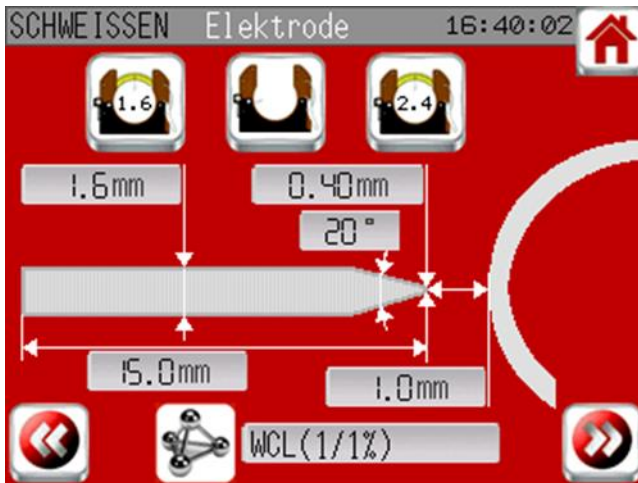 SCHWEISSEN Elektrode 16:40:02
1.6 2.4
1.6mm 0.40mm
20°
15.0mm
1.0mm
WCL(1/1%)